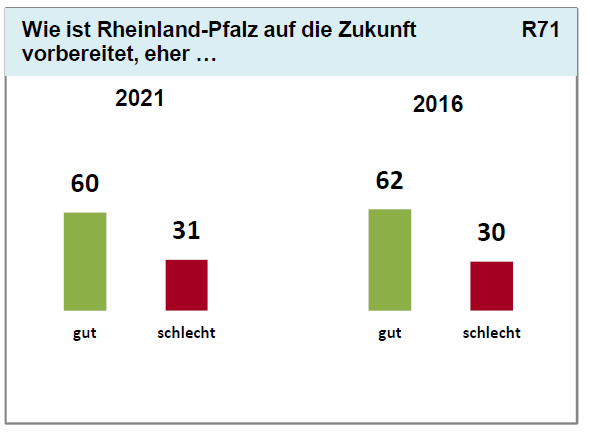 Wie ist Rheinland-Pfalz auf die Zukunft R71
vorbereitet, eher …
2021
60
31
gut schlecht
2016
62
30
gut schlecht